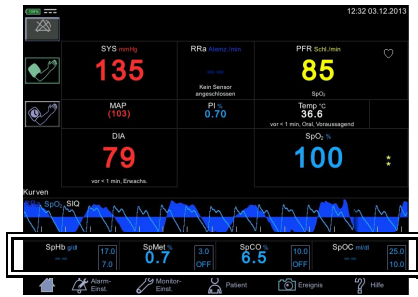 100%
12:32 03.12.2013
SYS mmHg
135
RRa Atemz./min
--
Kein Sensor
angeschlossen
PFR Schl./min
85
SpO₂
MAP
(103)
PI %
0.70
Temp °C
36.6
vor < 1 min, Oral, Voraussagend
DIA
79
vor < 1 min, Erwachs.
SpO₂ %
100
Kurven
RRa SpO₂ SIQ
SpHb g/dl
--
17.0
7.0
SpMet %
0.7
3.0
OFF
SpCO %
6.5
10.0
OFF
SpOC ml/dl
--
25.0
10.0
Alarm-
Einst.
Monitor-
Einst.
Patient
Ereignis
Hilfe